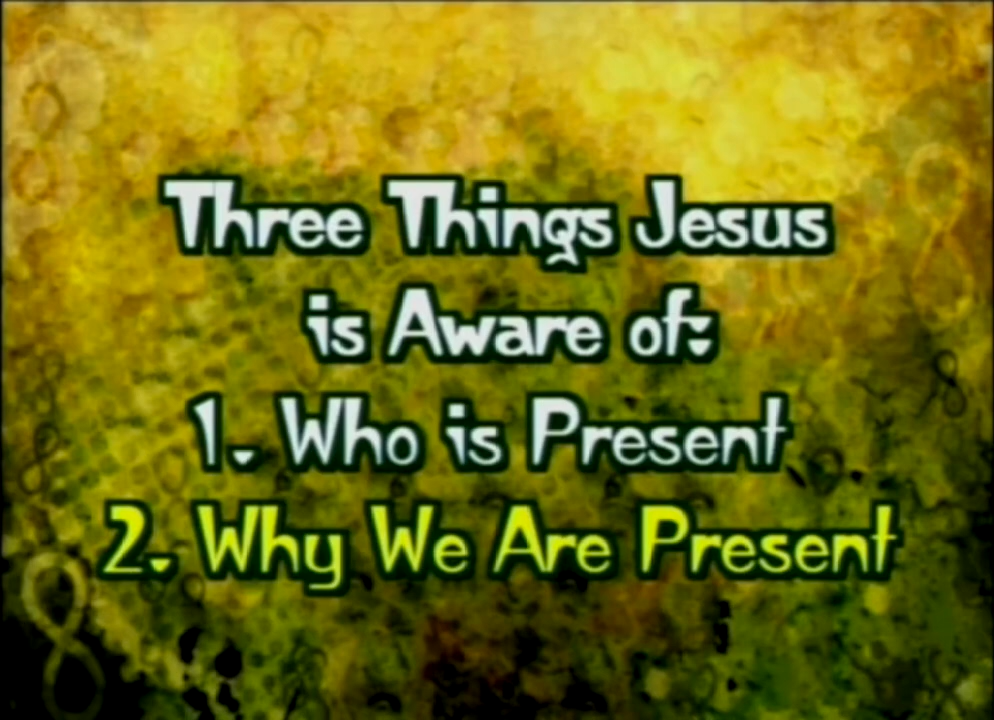 Three Things Jesus
is Aware of:
1. Who is Present
2. Why We Are Present